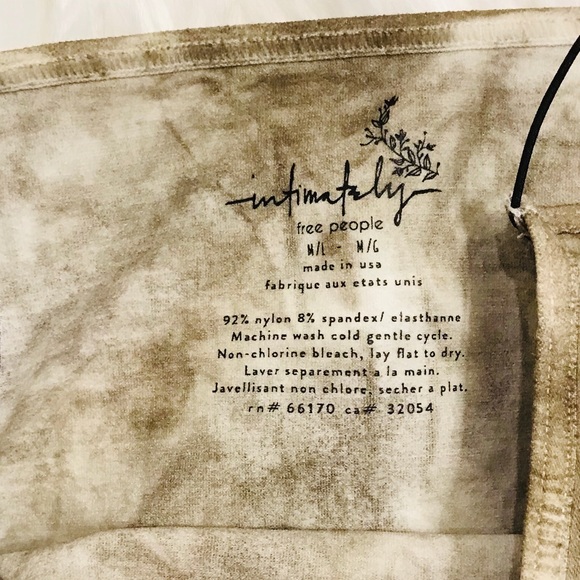 intimately
free people
M/L - M/G
made in usa
fabrique aux etats unis
92% nylon 8% spandex/ elasthanne
Machine wash cold gentle cycle.
Non-chlorine bleach, lay flat to dry.
Laver separement a la main.
Javellisant non chlore, secher a plat.
rn# 66170 ca# 32054